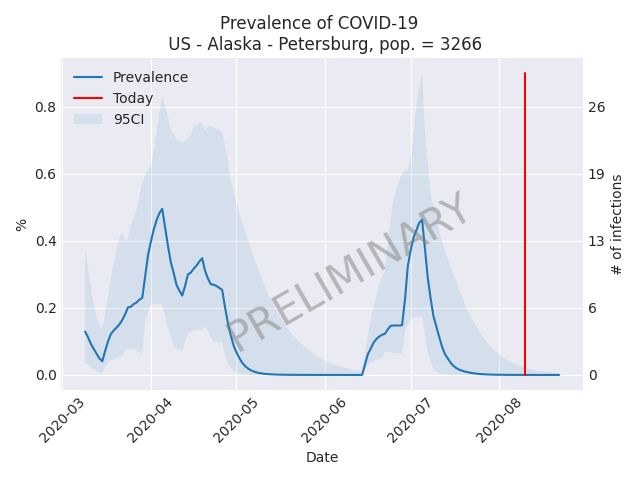 Prevalence of COVID-19
US - Alaska - Petersburg, pop. = 3266
Prevalence
Today
95CI
0.8
0.6
0.4
0.2
0.0
%
26
19
13
6
0
# of infections
PRELIMINARY
2020-03
2020-04
2020-05
2020-06
2020-07
2020-08
Date